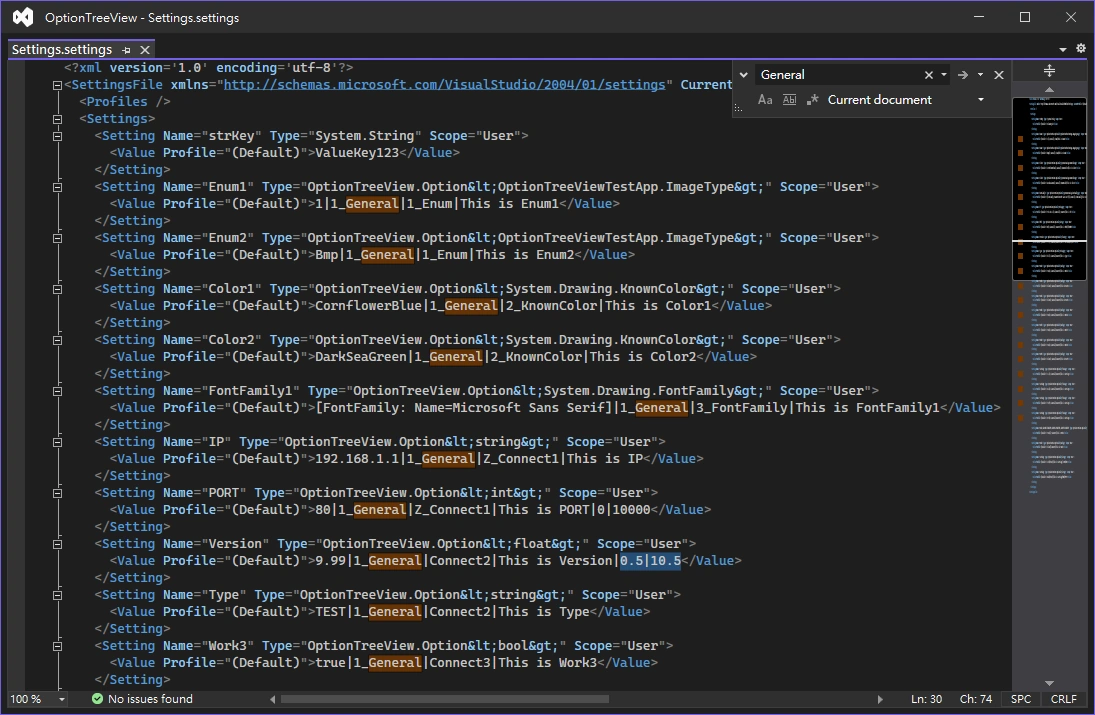 OptionTreeView - Settings.settings
Settings.settings
<?xml version='1.0' encoding='utf-8'?>
<SettingsFile xmlns="http://schemas.microsoft.com/VisualStudio/2004/01/settings" Current
General
Aa Ab .* Current document
<Profiles />
<Settings>
<Setting Name="strKey" Type="System.String" Scope="User">
<Value Profile="(Default)">ValueKey123</Value>
</Setting>
<Setting Name="Enum1" Type="OptionTreeView.Option&lt;OptionTreeViewTestApp.ImageType&gt;" Scope="User">
<Value Profile="(Default)">1|1_General|1_Enum|This is Enum1</Value>
</Setting>
<Setting Name="Enum2" Type="OptionTreeView.Option&lt;OptionTreeViewTestApp.ImageType&gt;" Scope="User">
<Value Profile="(Default)">Bmp|1_General|1_Enum|This is Enum2</Value>
</Setting>
<Setting Name="Color1" Type="OptionTreeView.Option&lt;System.Drawing.KnownColor&gt;" Scope="User">
<Value Profile="(Default)">CornflowerBlue|1_General|2_KnownColor|This is Color1</Value>
</Setting>
<Setting Name="Color2" Type="OptionTreeView.Option&lt;System.Drawing.KnownColor&gt;" Scope="User">
<Value Profile="(Default)">DarkSeaGreen|1_General|2_KnownColor|This is Color2</Value>
</Setting>
<Setting Name="FontFamily1" Type="OptionTreeView.Option&lt;System.Drawing.FontFamily&gt;" Scope="User">
<Value Profile="(Default)">[FontFamily: Name=Microsoft Sans Serif]|1_General|3_FontFamily|This is FontFamily1</Value>
</Setting>
<Setting Name="IP" Type="OptionTreeView.Option&lt;string&gt;" Scope="User">
<Value Profile="(Default)">192.168.1.1|1_General|Z_Connect1|This is IP</Value>
</Setting>
<Setting Name="PORT" Type="OptionTreeView.Option&lt;int&gt;" Scope="User">
<Value Profile="(Default)">80|1_General|Z_Connect1|This is PORT|0|10000</Value>
</Setting>
<Setting Name="Version" Type="OptionTreeView.Option&lt;float&gt;" Scope="User">
<Value Profile="(Default)">9.99|1_General|Connect2|This is Version|0.5|10.5</Value>
</Setting>
<Setting Name="Type" Type="OptionTreeView.Option&lt;string&gt;" Scope="User">
<Value Profile="(Default)">TEST|1_General|Connect2|This is Type</Value>
</Setting>
<Setting Name="Work3" Type="OptionTreeView.Option&lt;bool&gt;" Scope="User">
<Value Profile="(Default)">true|1_General|Connect3|This is Work3</Value>
</Setting>
100 % No issues found Ln: 30 Ch: 74 SPC CRLF